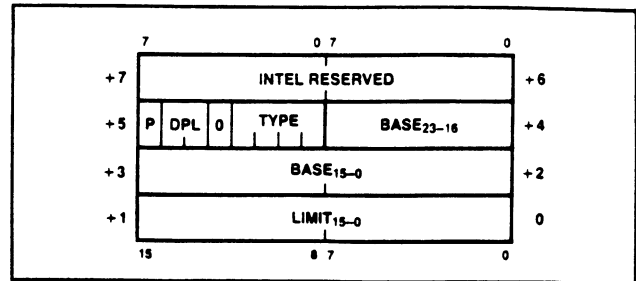 7 0 7 0
+7 INTEL RESERVED +6
+5 P DPL 0 TYPE BASE₂₃₋₁₆ +4
+3 BASE₁₅₋₀ +2
+1 LIMIT₁₅₋₀ 0
15 8 7 0